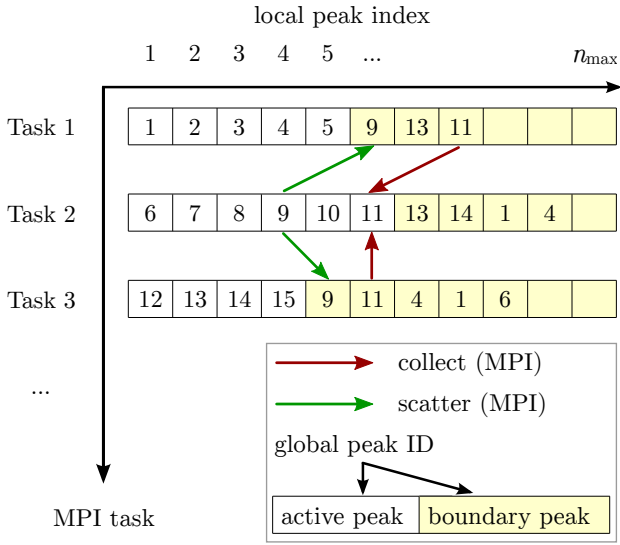 local peak index
1 2 3 4 5 ... n_max
Task 1 1 2 3 4 5 9 13 11
Task 2 6 7 8 9 10 11 13 14 1 4
Task 3 12 13 14 15 9 11 4 1 6
...
collect (MPI)
scatter (MPI)
global peak ID
active peak boundary peak
MPI task